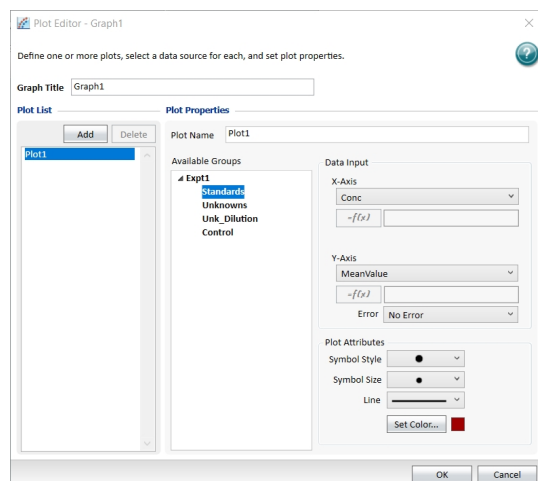 Plot Editor - Graph1
Define one or more plots, select a data source for each, and set plot properties.
?
Graph Title Graph1
Plot List
Plot Properties
Add Delete
Plot1
Plot Name Plot1
Available Groups
Expt1
Standards
Unknowns
Unk_Dilution
Control
Data Input
X-Axis
Conc
=f(x)
Y-Axis
MeanValue
=f(x)
Error No Error
Plot Attributes
Symbol Style
Symbol Size
Line
Set Color...
OK Cancel